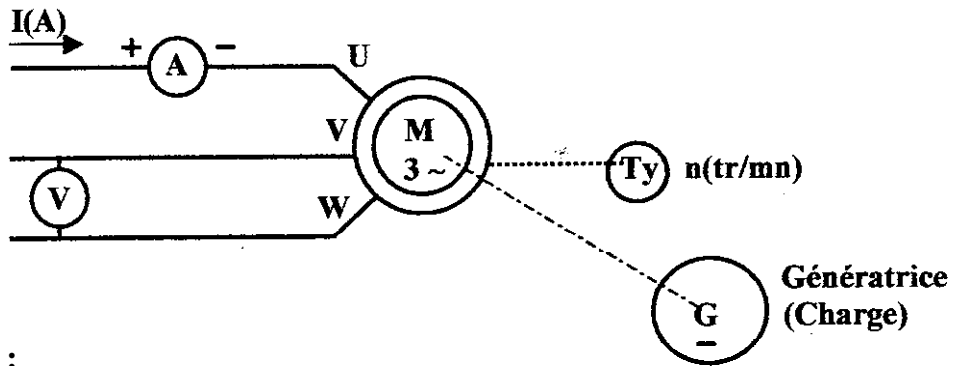 I(A)
+ A −
U
V
M
3 ~
Ty n(tr/mn)
V
W
Génératrice
(Charge)
G
−
: